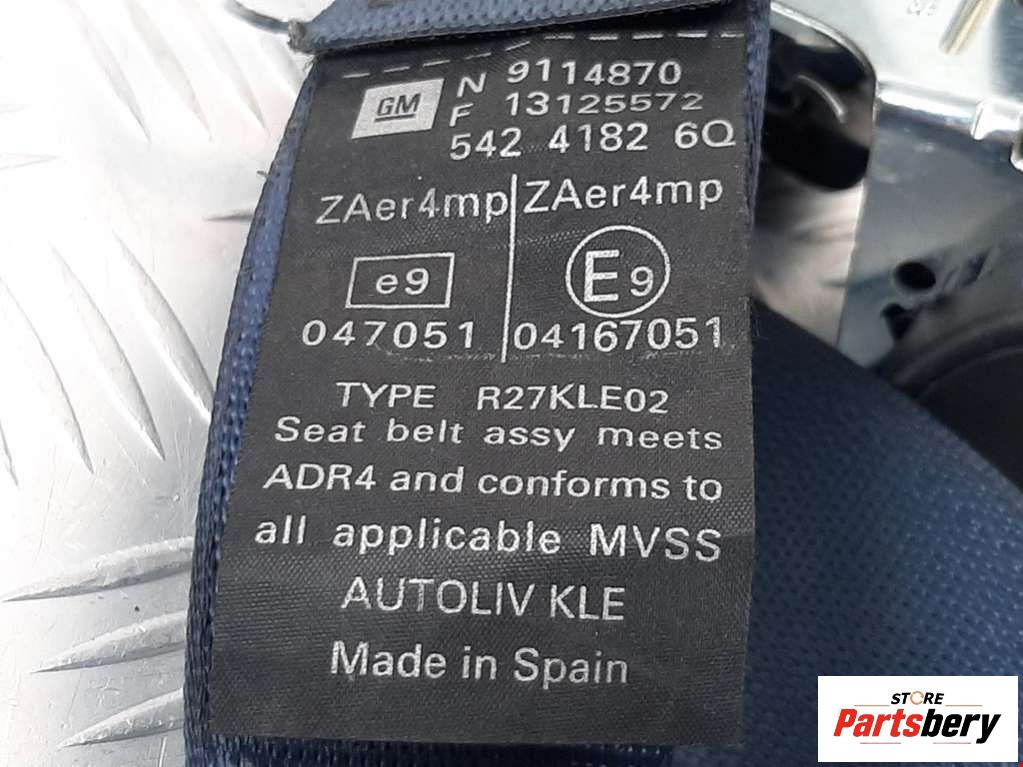 GM N 9114870
F 13125572
542 4182 6Q
ZAer4mp ZAer4mp
e9 E9
047051 04167051
TYPE R27KLE02
Seat belt assy meets
ADR4 and conforms to
all applicable MVSS
AUTOLIV KLE
Made in Spain
STORE
Partsbery